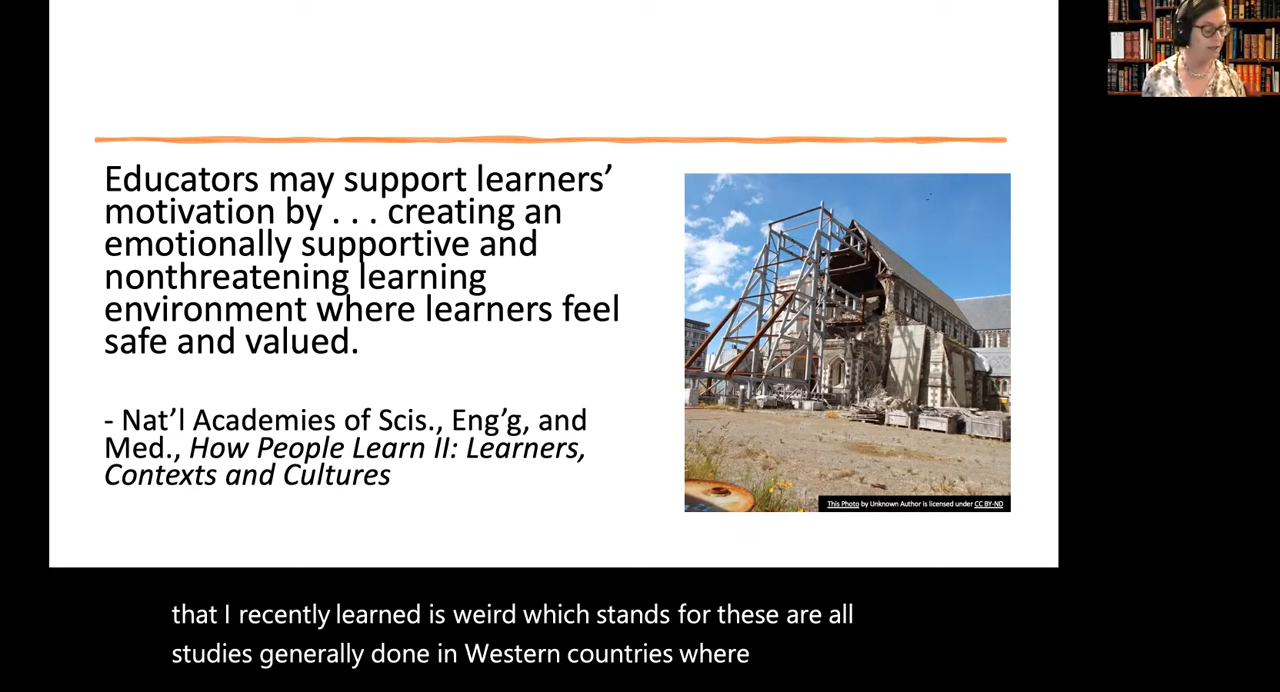 Educators may support learners’
motivation by . . . creating an
emotionally supportive and
nonthreatening learning
environment where learners feel
safe and valued.
- Nat’l Academies of Scis., Eng’g, and
Med., How People Learn II: Learners,
Contexts and Cultures
This Photo by Unknown Author is licensed under CC BY-ND
that I recently learned is weird which stands for these are all
studies generally done in Western countries where